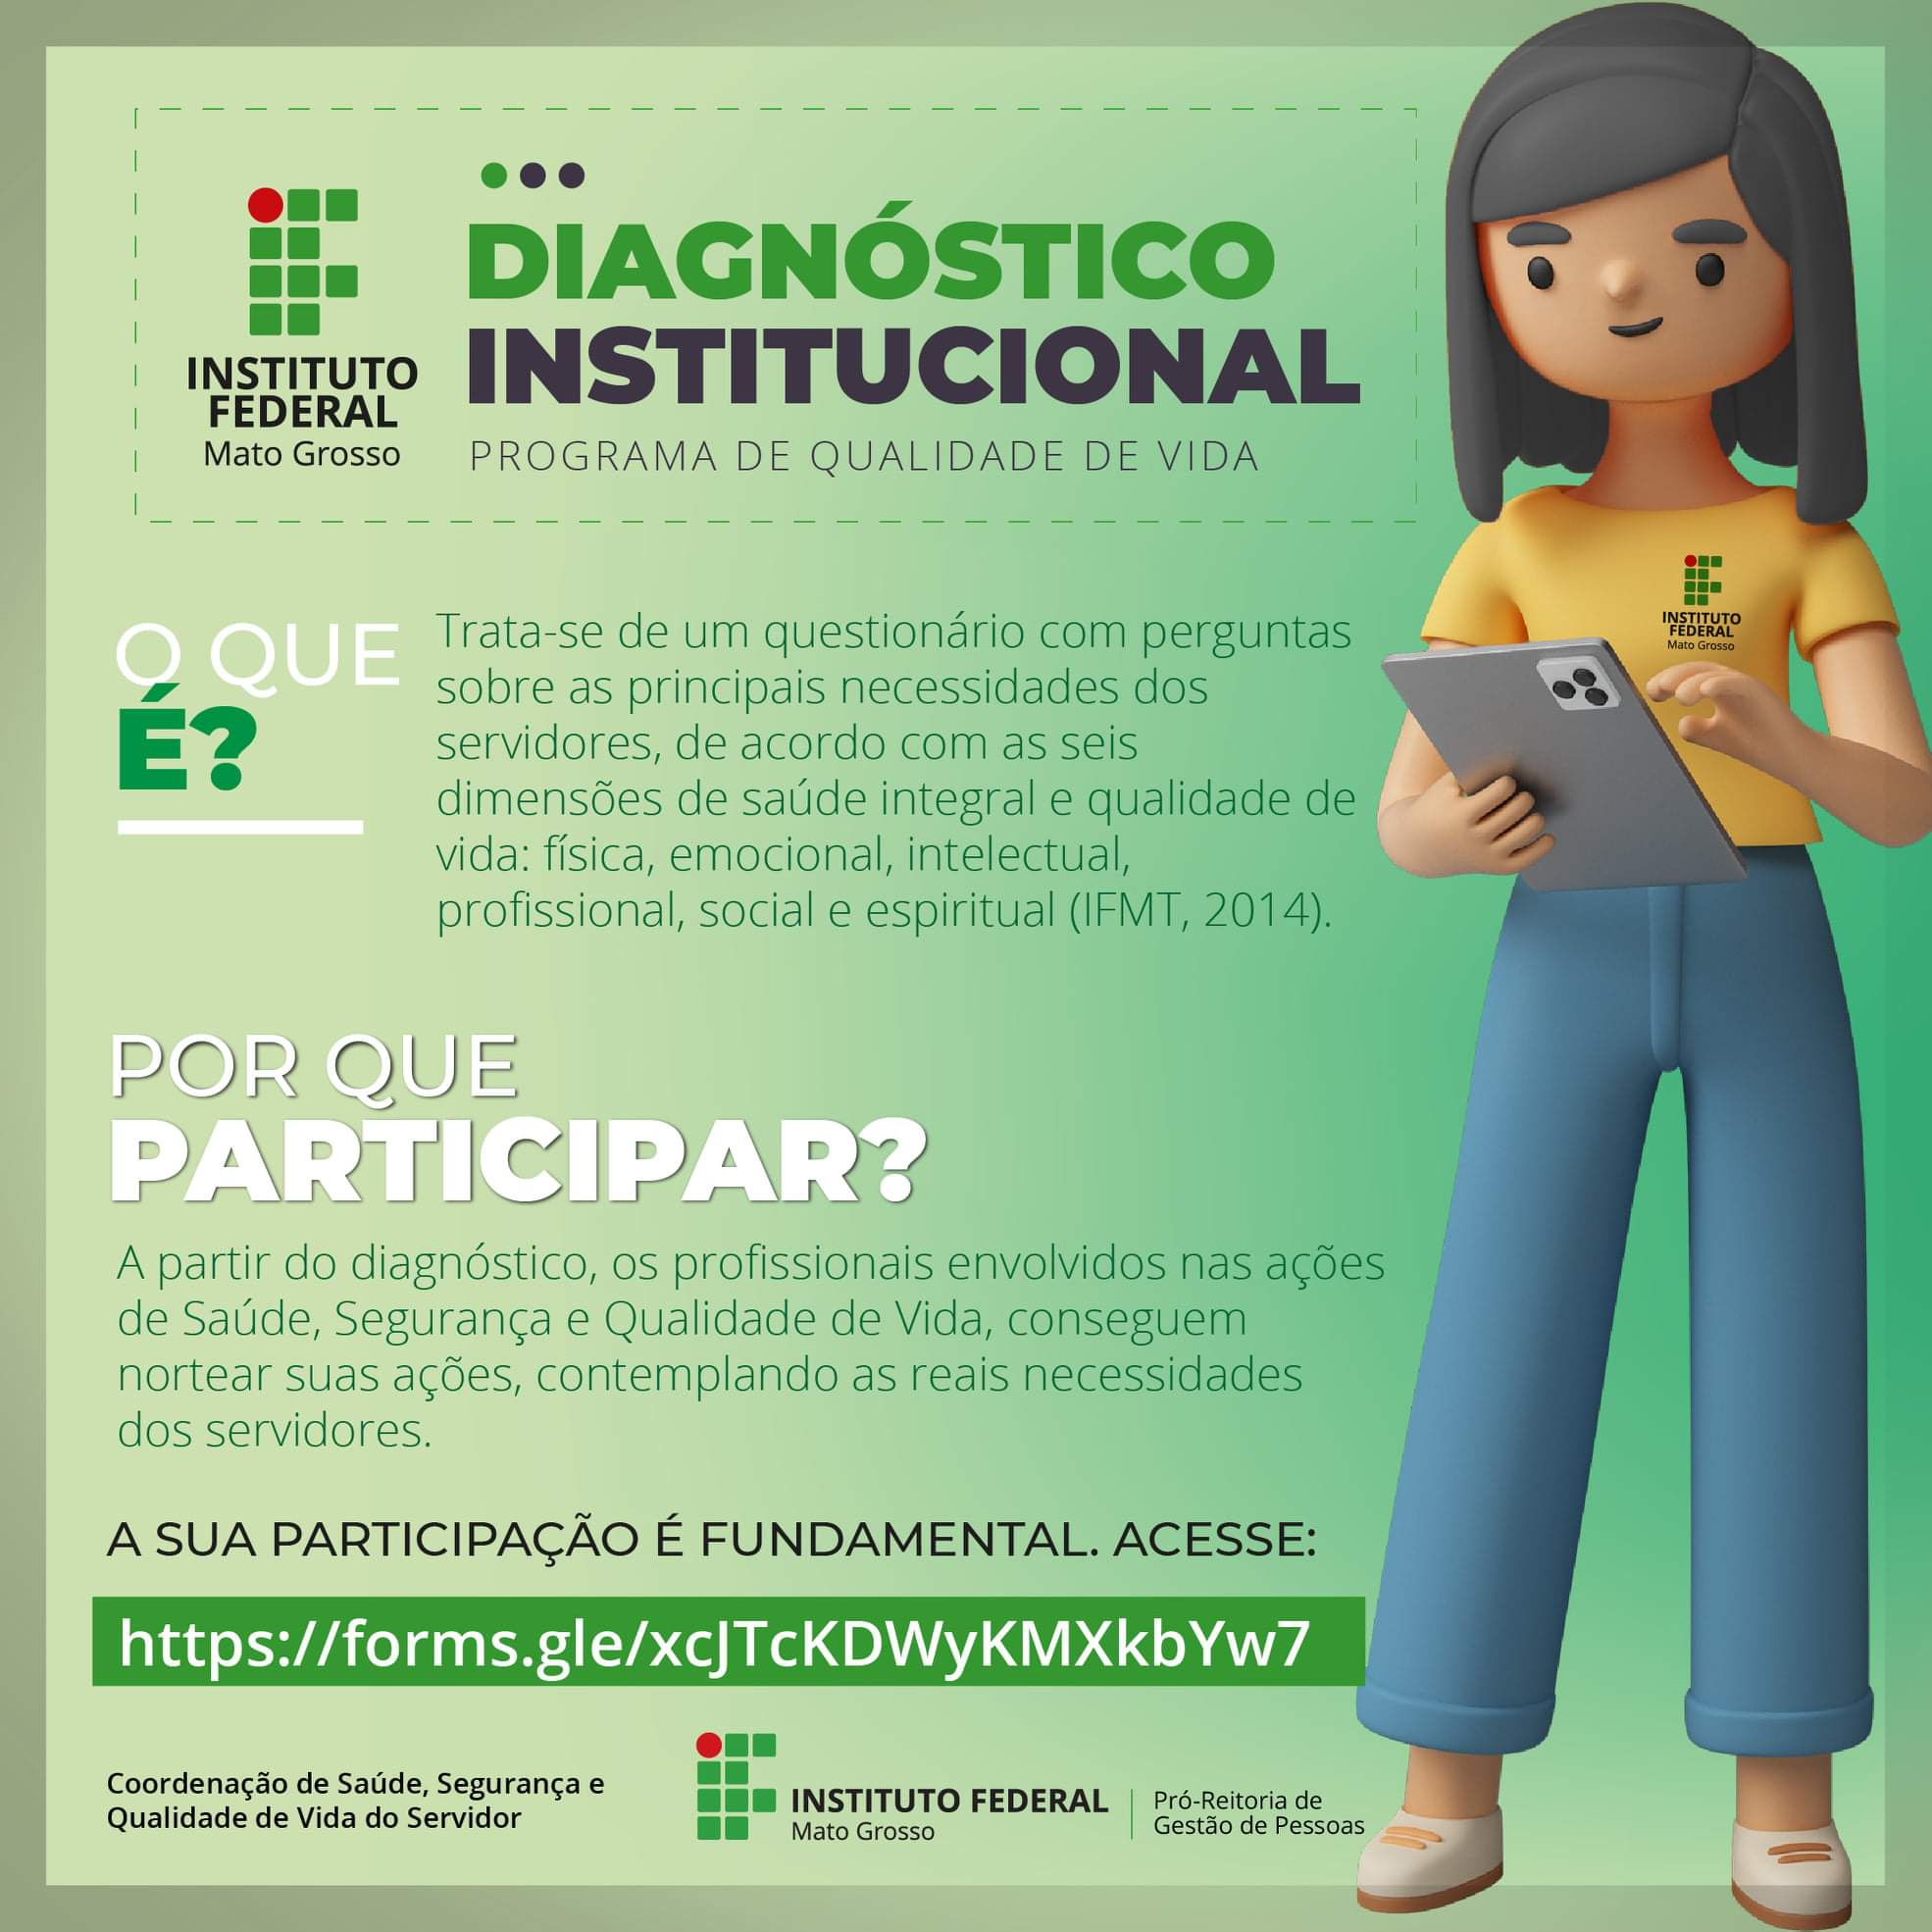 INSTITUTO
FEDERAL
Mato Grosso
DIAGNÓSTICO
INSTITUCIONAL
PROGRAMA DE QUALIDADE DE VIDA
O QUE
É?
Trata-se de um questionário com perguntas
sobre as principais necessidades dos
servidores, de acordo com as seis
dimensões de saúde integral e qualidade de
vida: física, emocional, intelectual,
profissional, social e espiritual (IFMT, 2014).
INSTITUTO
FEDERAL
Mato Grosso
POR QUE
PARTICIPAR?
A partir do diagnóstico, os profissionais envolvidos nas ações
de Saúde, Segurança e Qualidade de Vida, conseguem
nortear suas ações, contemplando as reais necessidades
dos servidores.
A SUA PARTICIPAÇÃO É FUNDAMENTAL. ACESSE:
https://forms.gle/xcJTcKDWyKMXkbYw7
Coordenação de Saúde, Segurança e
Qualidade de Vida do Servidor
INSTITUTO FEDERAL
Mato Grosso
Pró-Reitoria de
Gestão de Pessoas